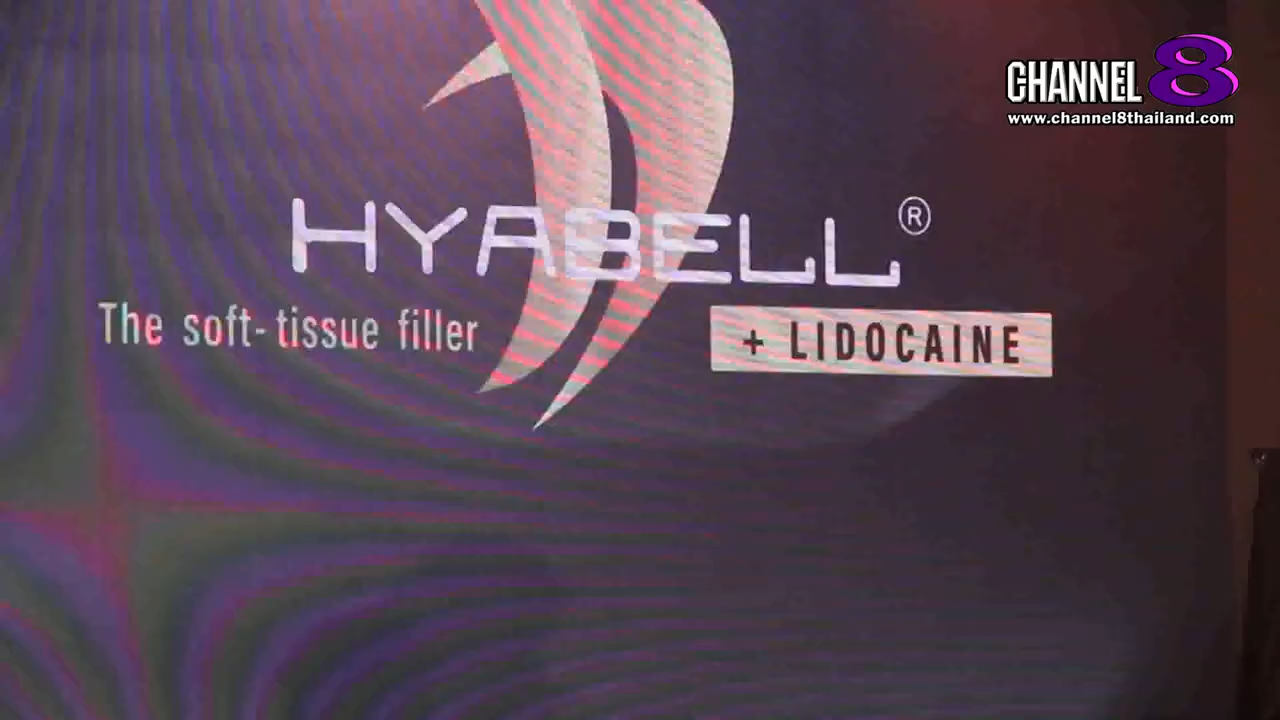 CHANNEL 8
www.channel8thailand.com
HYABELL®
The soft-tissue filler
+ LIDOCAINE